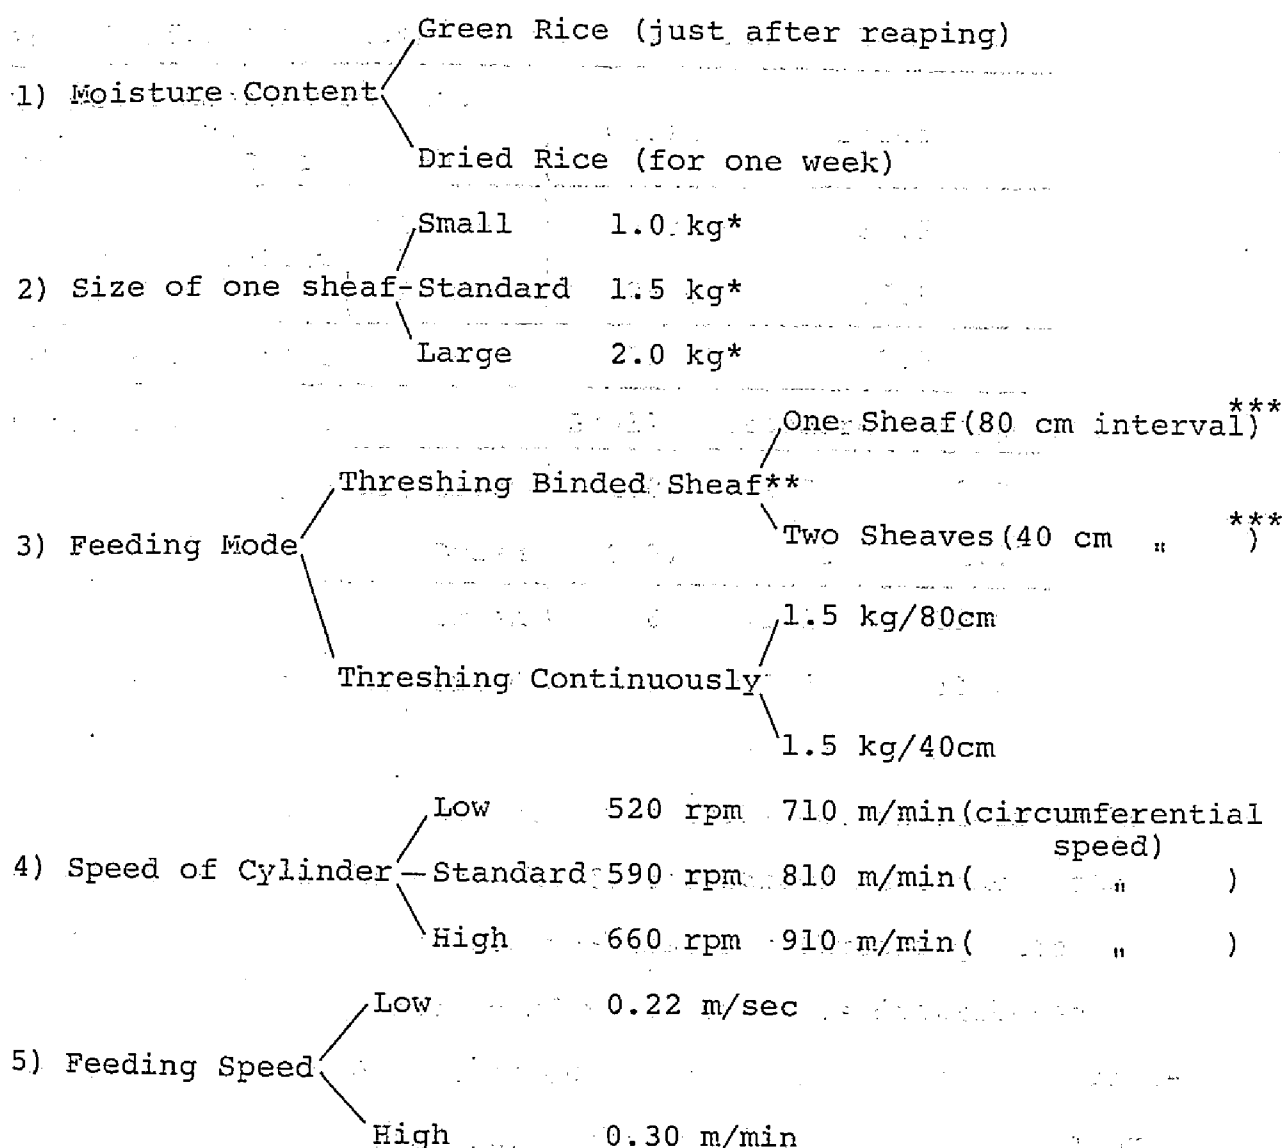 Green Rice (just after reaping)
1) Moisture Content
Dried Rice (for one week)
Small 1.0 kg*
2) Size of one sheaf Standard 1.5 kg*
Large 2.0 kg*
One Sheaf (80 cm interval)***
Threshing Binded Sheaf**
3) Feeding Mode
Two Sheaves (40 cm " )***
1.5 kg/80cm
Threshing Continuously
1.5 kg/40cm
Low 520 rpm 710 m/min (circumferential
speed)
4) Speed of Cylinder Standard 590 rpm 810 m/min ( " )
High 660 rpm 910 m/min ( " )
Low 0.22 m/sec
5) Feeding Speed
High 0.30 m/min